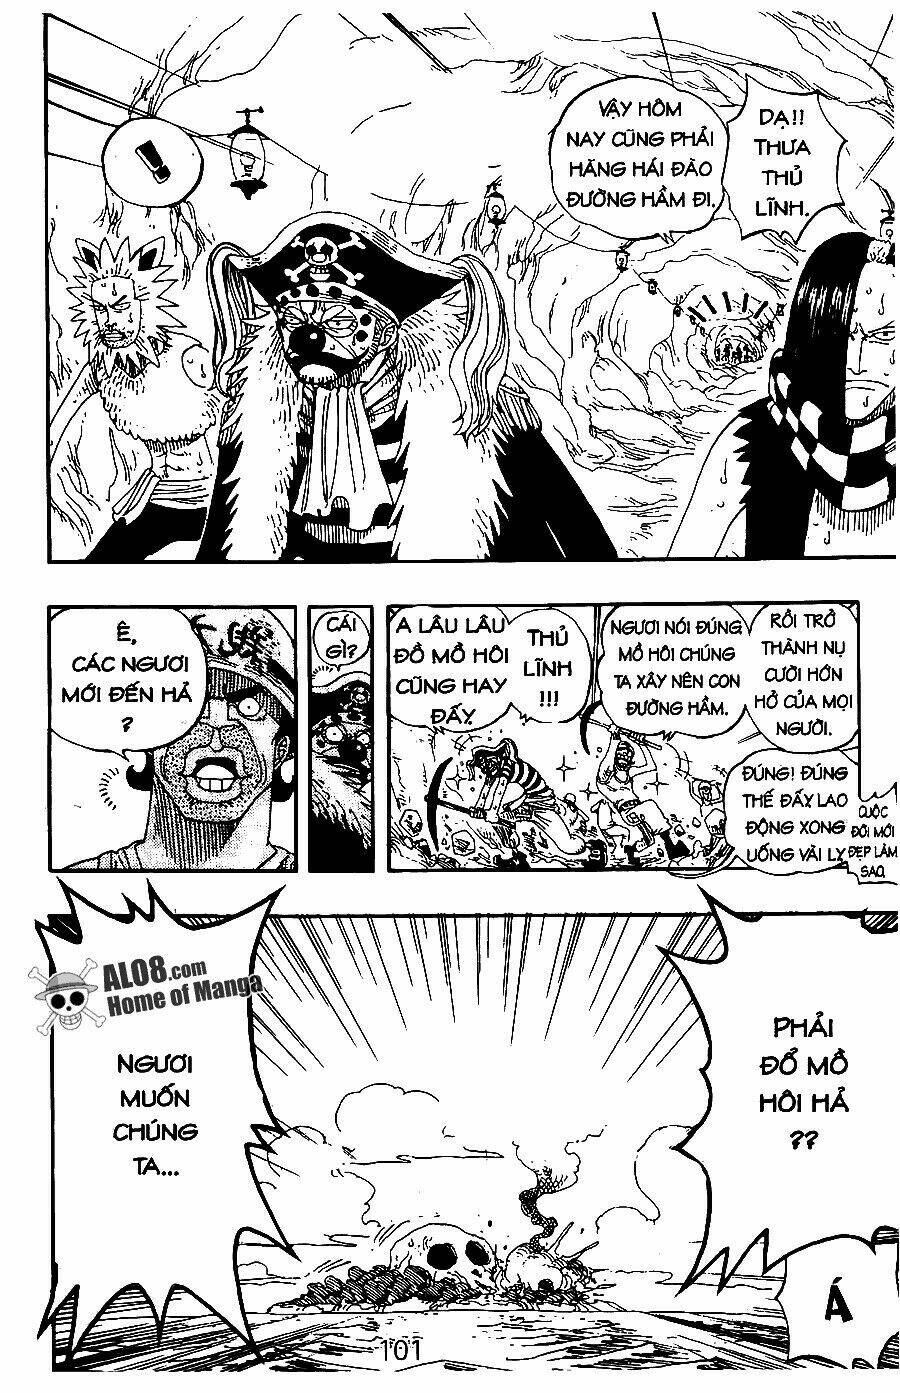 VẬY HÔM
NAY CŨNG PHẢI
HĂNG HÁI ĐÀO
ĐƯỜNG HẦM ĐI.
DẠ!!
THƯA
THỦ
LĨNH.
!!
Ê,
CÁC NGƯƠI
MỚI ĐẾN HẢ
?
CÁI
GÌ?
A LÂU LÂU
ĐỔ MỒ HÔI
CŨNG HAY
ĐẤY.
THỦ
LĨNH
!!!
NGƯƠI NÓI ĐÚNG,
MỒ HÔI CHÚNG
TA XÂY NÊN CON
ĐƯỜNG HẦM.
RỒI TRỞ
THÀNH NỤ
CƯỜI HỚN
HỞ CỦA MỌI
NGƯỜI.
ĐÚNG! ĐÚNG
THẾ ĐẤY. LAO
ĐỘNG XONG
UỐNG VÀI LY
CUỘC
ĐỜI MỚI
ĐẸP LÀM
SAO.
ALO8.com
Home of Manga
NGƯƠI
MUỐN
CHÚNG
TA...
PHẢI
ĐỔ MỒ
HÔI HẢ
??
Á
101